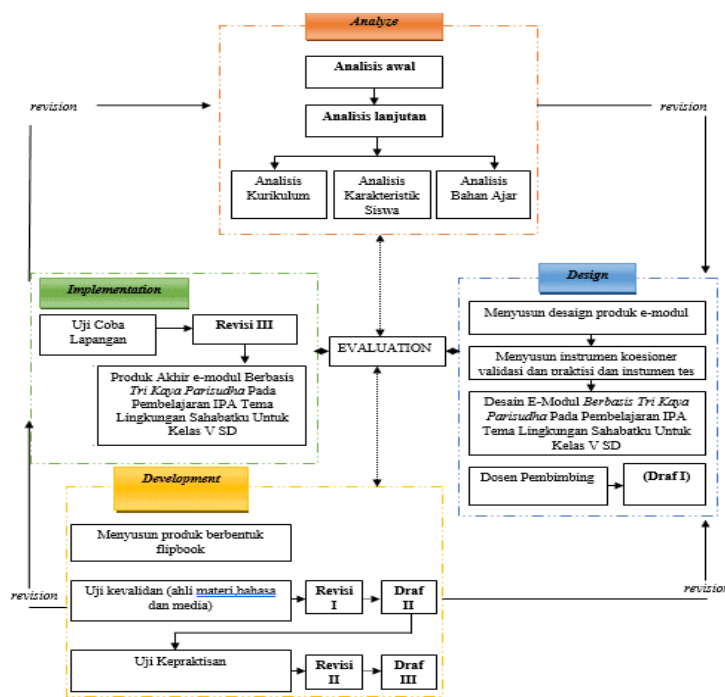 Analyze
Analisis awal
revision
revision
Analisis lanjutan
Analisis
Kurikulum
Analisis
Karakteristik
Siswa
Analisis
Bahan Ajar
Implementation
Uji Coba
Lapangan
Revisi III
Produk Akhir e-modul Berbasis
Tri Kaya Parisudha Pada
Pembelajaran IPA Tema
Lingkungan Sahabatku Untuk
Kelas V SD
EVALUATION
Design
Menyusun desaign produk e-modul
Menyusun instrumen koesioner
validasi dan praktisi dan instumen tes
Desain E-Modul Berbasis Tri Kaya
Parisudha Pada Pembelajaran IPA
Tema Lingkungan Sahabatku Untuk
Kelas V SD
Dosen Pembimbing
(Draf I)
Development
Menyusun produk berbentuk
flipbook
Uji kevalidan (ahli materi,bahasa
dan media)
Revisi
I
Draf
II
revision
revision
Uji Kepraktisan
Revisi
II
Draf
III